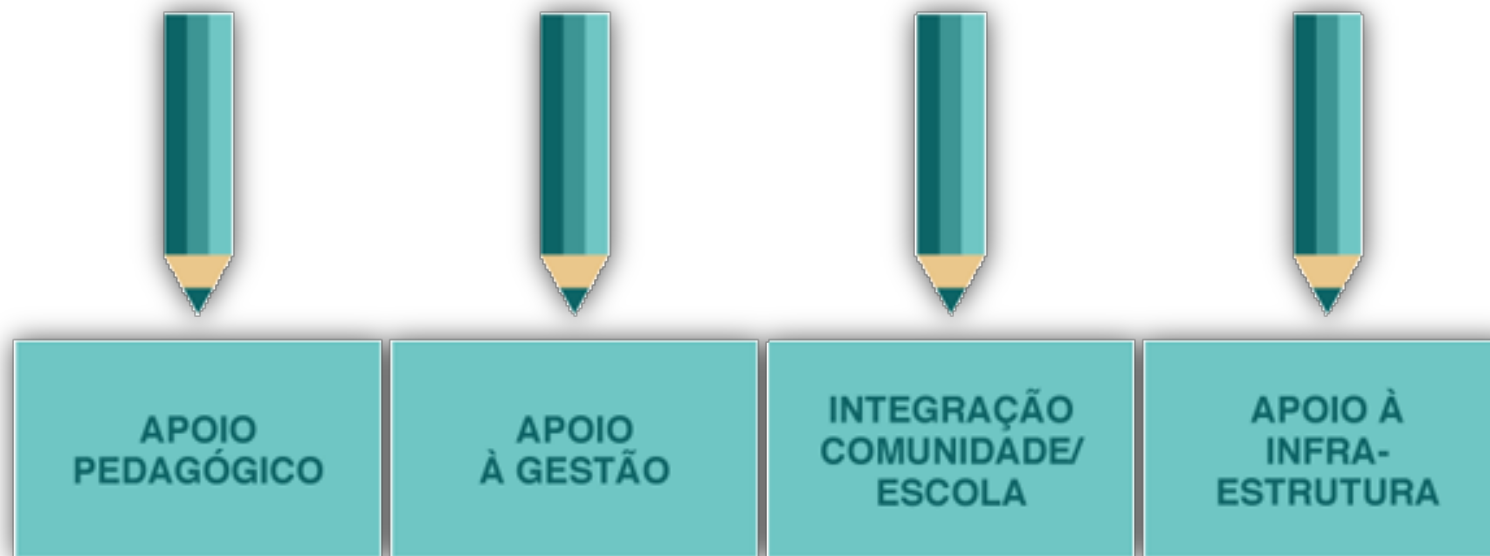 APOIO
PEDAGÓGICO
APOIO
À GESTÃO
INTEGRAÇÃO
COMUNIDADE/
ESCOLA
APOIO À
INFRA-
ESTRUTURA